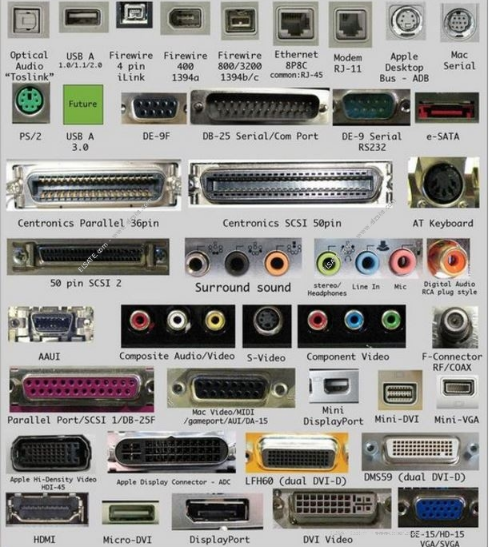 Optical
Audio
“Toslink”
USB A
1.0/1.1/2.0
Firewire
4 pin
iLink
Firewire
400
1394a
Firewire
800/3200
1394b/c
Ethernet
8P8C
common:RJ-45
Modem
RJ-11
Apple
Desktop
Bus - ADB
Mac
Serial
PS/2
Future
USB A
3.0
DE-9F
DB-25 Serial/Com Port
DE-9 Serial
RS232
e-SATA
Centronics Parallel 36pin
Centronics SCSI 50pin
AT Keyboard
50 pin SCSI 2
Surround sound
stereo/
Headphones
Line In
Mic
Digital Audio
RCA plug style
AAUI
Composite Audio/Video
S-Video
Component Video
F-Connector
RF/COAX
Parallel Port/SCSI 1/DB-25F
Mac Video/MIDI
/gameport/AUI/DA-15
Mini
DisplayPort
Mini-DVI
Mini-VGA
Apple Hi-Density Video
HDI-45
Apple Display Connector - ADC
LFH60 (dual DVI-D)
DMS59 (dual DVI-D)
HDMI
Micro-DVI
DisplayPort
DVI Video
DE-15/HD-15
VGA/SVGA